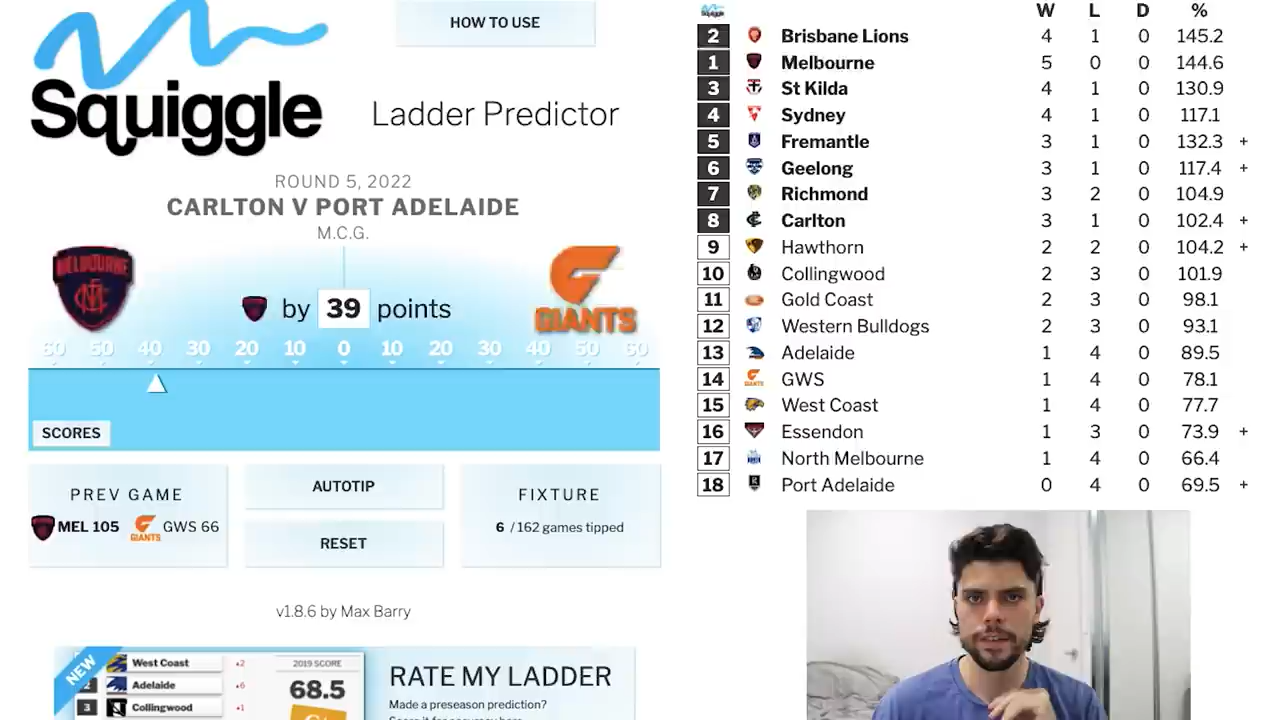 HOW TO USE
Squiggle
Ladder Predictor
ROUND 5, 2022
CARLTON V PORT ADELAIDE
M.C.G.
MELBOURNE
GIANTS
by 39 points
60 50 40 30 20 10 0 10 20 30 40 50 60
SCORES
PREV GAME
MEL 105 GIANTS GWS 66
AUTOTIP
RESET
FIXTURE
6 / 162 games tipped
v1.8.6 by Max Barry
NEW
West Coast 2
Adelaide 6
3 Collingwood 1
2019 SCORE
68.5
RATE MY LADDER
Made a preseason prediction?
Squiggle W L D %
2 Brisbane Lions 4 1 0 145.2
1 Melbourne 5 0 0 144.6
3 St Kilda 4 1 0 130.9
4 Sydney 4 1 0 117.1
5 Fremantle 3 1 0 132.3 +
6 Geelong 3 1 0 117.4 +
7 Richmond 3 2 0 104.9
8 Carlton 3 1 0 102.4 +
9 Hawthorn 2 2 0 104.2 +
10 Collingwood 2 3 0 101.9
11 Gold Coast 2 3 0 98.1
12 Western Bulldogs 2 3 0 93.1
13 Adelaide 1 4 0 89.5
14 GWS 1 4 0 78.1
15 West Coast 1 4 0 77.7
16 Essendon 1 3 0 73.9 +
17 North Melbourne 1 4 0 66.4
18 Port Adelaide 0 4 0 69.5 +